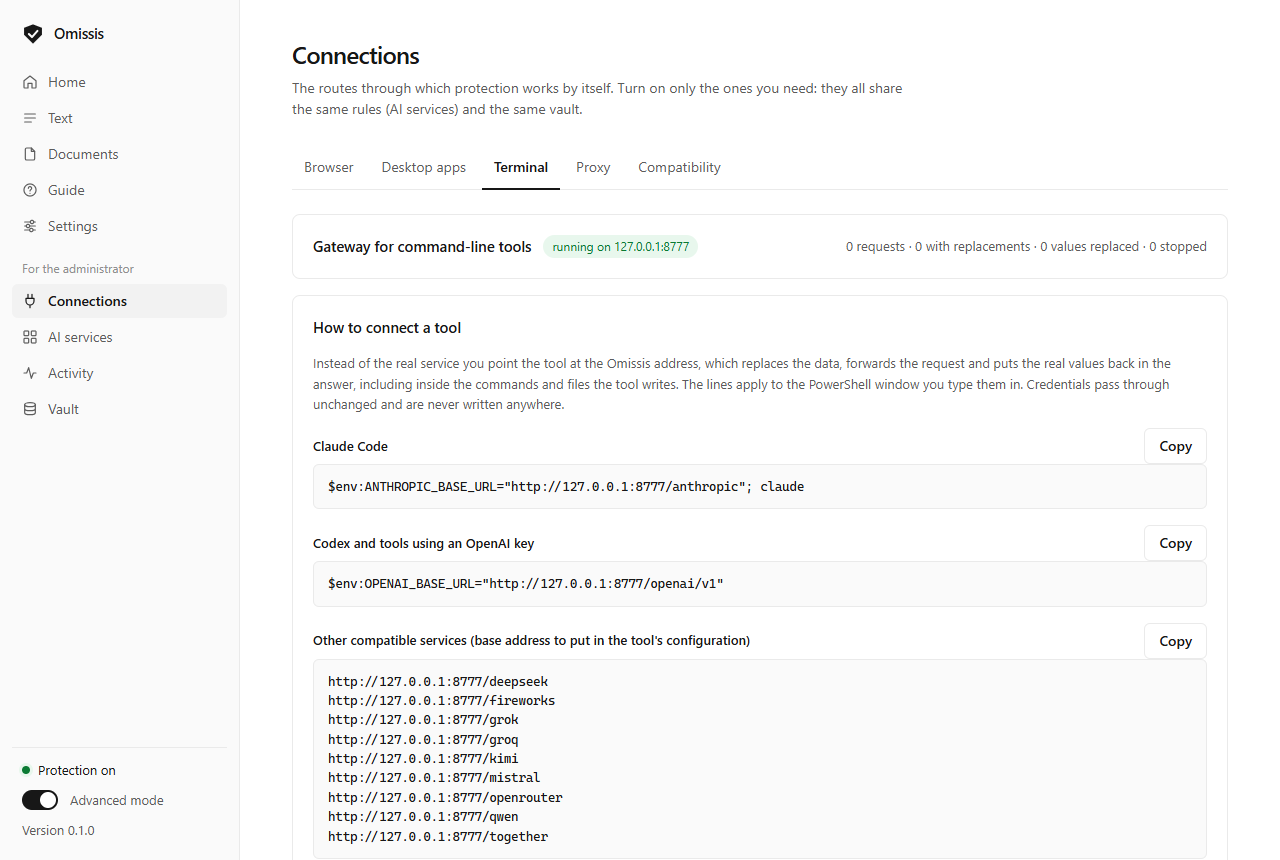 Omissis
Home
Text
Documents
Guide
Settings
For the administrator
Connections
AI services
Activity
Vault
Protection on
Advanced mode
Version 0.1.0
Connections
The routes through which protection works by itself. Turn on only the ones you need: they all share
the same rules (AI services) and the same vault.
Browser Desktop apps Terminal Proxy Compatibility
Gateway for command-line tools running on 127.0.0.1:8777 0 requests · 0 with replacements · 0 values replaced · 0 stopped
How to connect a tool
Instead of the real service you point the tool at the Omissis address, which replaces the data, forwards the request and puts the real values back in the
answer, including inside the commands and files the tool writes. The lines apply to the PowerShell window you type them in. Credentials pass through
unchanged and are never written anywhere.
Claude Code Copy
$env:ANTHROPIC_BASE_URL="http://127.0.0.1:8777/anthropic"; claude
Codex and tools using an OpenAI key Copy
$env:OPENAI_BASE_URL="http://127.0.0.1:8777/openai/v1"
Other compatible services (base address to put in the tool's configuration) Copy
http://127.0.0.1:8777/deepseek
http://127.0.0.1:8777/fireworks
http://127.0.0.1:8777/grok
http://127.0.0.1:8777/groq
http://127.0.0.1:8777/kimi
http://127.0.0.1:8777/mistral
http://127.0.0.1:8777/openrouter
http://127.0.0.1:8777/qwen
http://127.0.0.1:8777/together